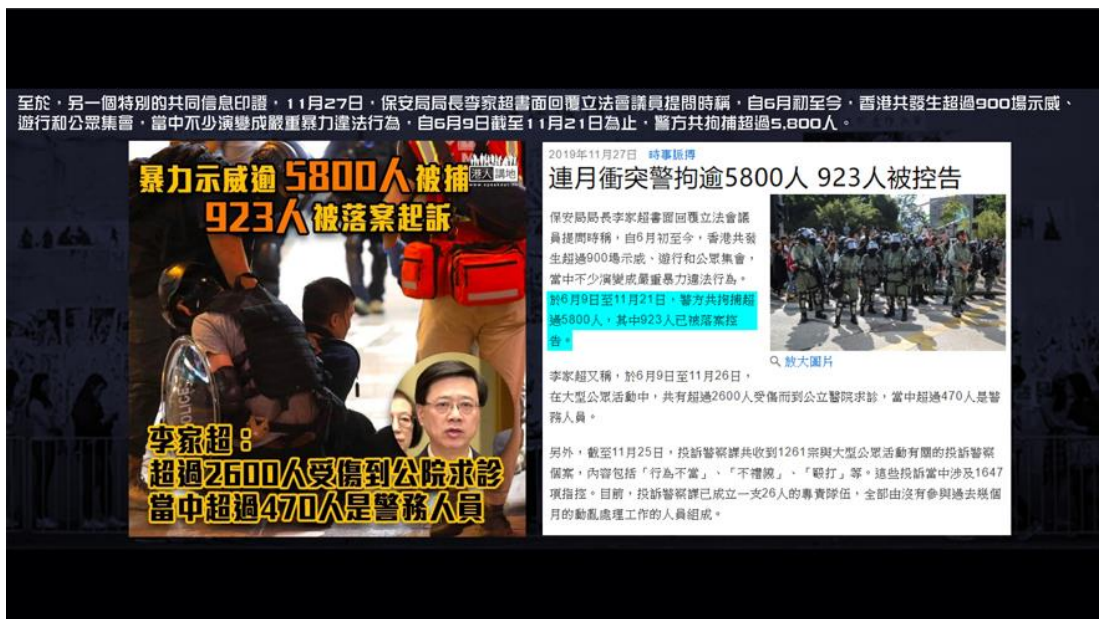 至於，另一個特別的共同信息印證，11月27日，保安局局長李家超書面回覆立法會議員提問時稱，自6月初至今，香港共發生超過900場示威、
遊行和公眾集會，當中不少演變成嚴重暴力違法行為，自6月9日截至11月21日為止，警方共拘捕超過5,800人。
暴力示威逾5800人被捕
923人被落案起訴
港人講地
www.speakout.hk
POLICE
李家超：
超過2600人受傷到公院求診
當中超過470人是警務人員
2019年11月27日 時事脈搏
連月衝突警拘逾5800人 923人被控告
保安局局長李家超書面回覆立法會議
員提問時稱，自6月初至今，香港共發
生超過900場示威、遊行和公眾集會，
當中不少演變成嚴重暴力違法行為。
於6月9日至11月21日，警方共拘捕超
過5800人，其中923人已被落案控
告。
放大圖片
李家超又稱，於6月9日至11月26日，
在大型公眾活動中，共有超過2600人受傷而到公立醫院求診，當中超過470人是警
務人員。
另外，截至11月25日，投訴警察課共收到1261宗與大型公眾活動有關的投訴警察
個案，內容包括「行為不當」、「不禮貌」、「毆打」等。這些投訴當中涉及1647
項指控。目前，投訴警察課已成立一支26人的專責隊伍，全部由沒有參與過去幾個
月的動亂處理工作的人員組成。